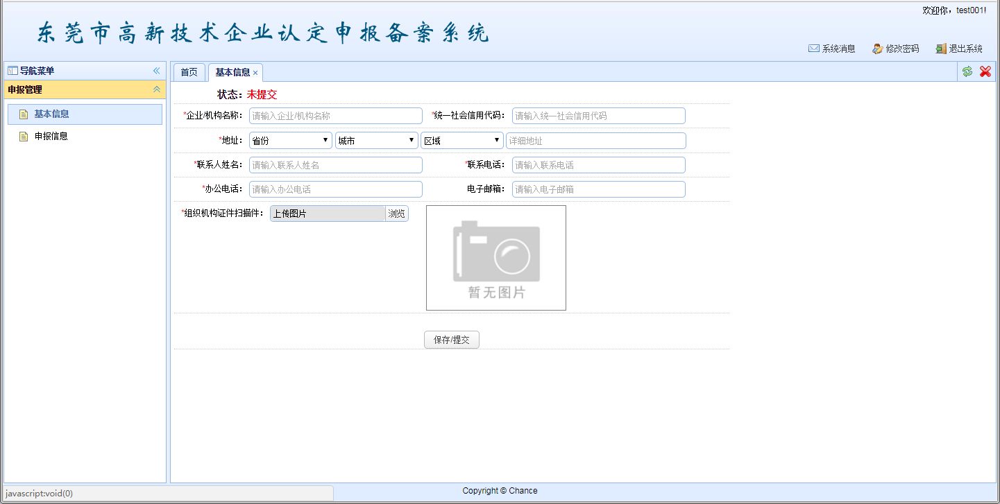 欢迎你，test001!
东莞市高新技术企业认定申报备案系统
系统消息 修改密码 退出系统
导航菜单
申报管理
基本信息
申报信息
首页 基本信息 ×
状态：未提交
*企业/机构名称： 请输入企业/机构名称 *统一社会信用代码： 请输入统一社会信用代码
*地址： 省份 城市 区域 详细地址
*联系人姓名： 请输入联系人姓名 *联系电话： 请输入联系电话
*办公电话： 请输入办公电话 电子邮箱： 请输入电子邮箱
*组织机构证件扫描件： 上传图片 浏览
暂无图片
保存/提交
Copyright © Chance
javascript:void(0)